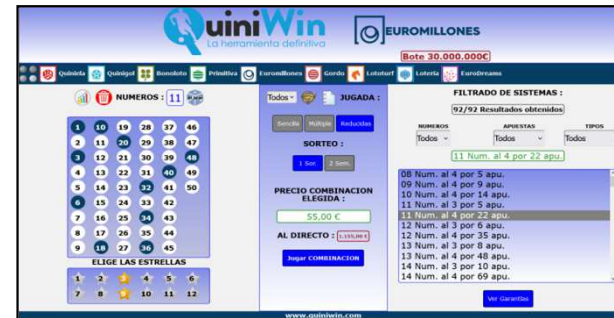 QuiniWin
La herramienta definitiva
EUROMILLONES
Bote 30.000.000€
Quiniela Quinigol Bonoloto Primitiva Euromillones Gordo Lototurf Loteria EuroDreams
NUMEROS : 11
1 10 19 28 37 46
2 11 20 29 38 47
3 12 21 30 39 48
4 13 22 31 40 49
5 14 23 32 41 50
6 15 24 33 42
7 16 25 34 43
8 17 26 35 44
9 18 27 36 45
ELIGE LAS ESTRELLAS
1 2 3 4 5 6
7 8 9 10 11 12
Todos JUGADA :
Sencilla Múltiple Reducidas
SORTEO :
1 Sor. 2 Sem.
PRECIO COMBINACION
ELEGIDA :
55,00 €
AL DIRECTO : 1.155,00 €
Jugar COMBINACION
FILTRADO DE SISTEMAS :
92/92 Resultados obtenidos
NUMEROS APUESTAS TIPOS
Todos Todos Todos
11 Num. al 4 por 22 apu.
08 Num. al 4 por 5 apu.
09 Num. al 4 por 9 apu.
10 Num. al 4 por 14 apu.
11 Num. al 3 por 5 apu.
11 Num. al 4 por 22 apu.
12 Num. al 3 por 6 apu.
12 Num. al 4 por 35 apu.
13 Num. al 3 por 8 apu.
13 Num. al 4 por 48 apu.
14 Num. al 3 por 10 apu.
14 Num. al 4 por 69 apu.
Ver Garantías
www.quiniwin.com